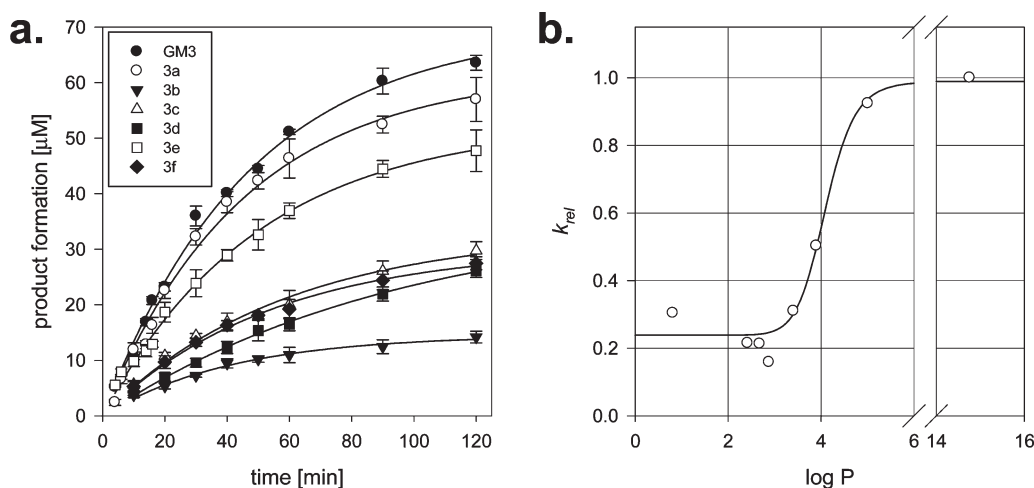 a.
product formation [µM]
70
60
50
40
30
20
10
0
GM3
3a
3b
3c
3d
3e
3f
0 20 40 60 80 100 120
time [min]
b.
k_rel
1.0
0.8
0.6
0.4
0.2
0.0
0 2 4 6 14 16
log P